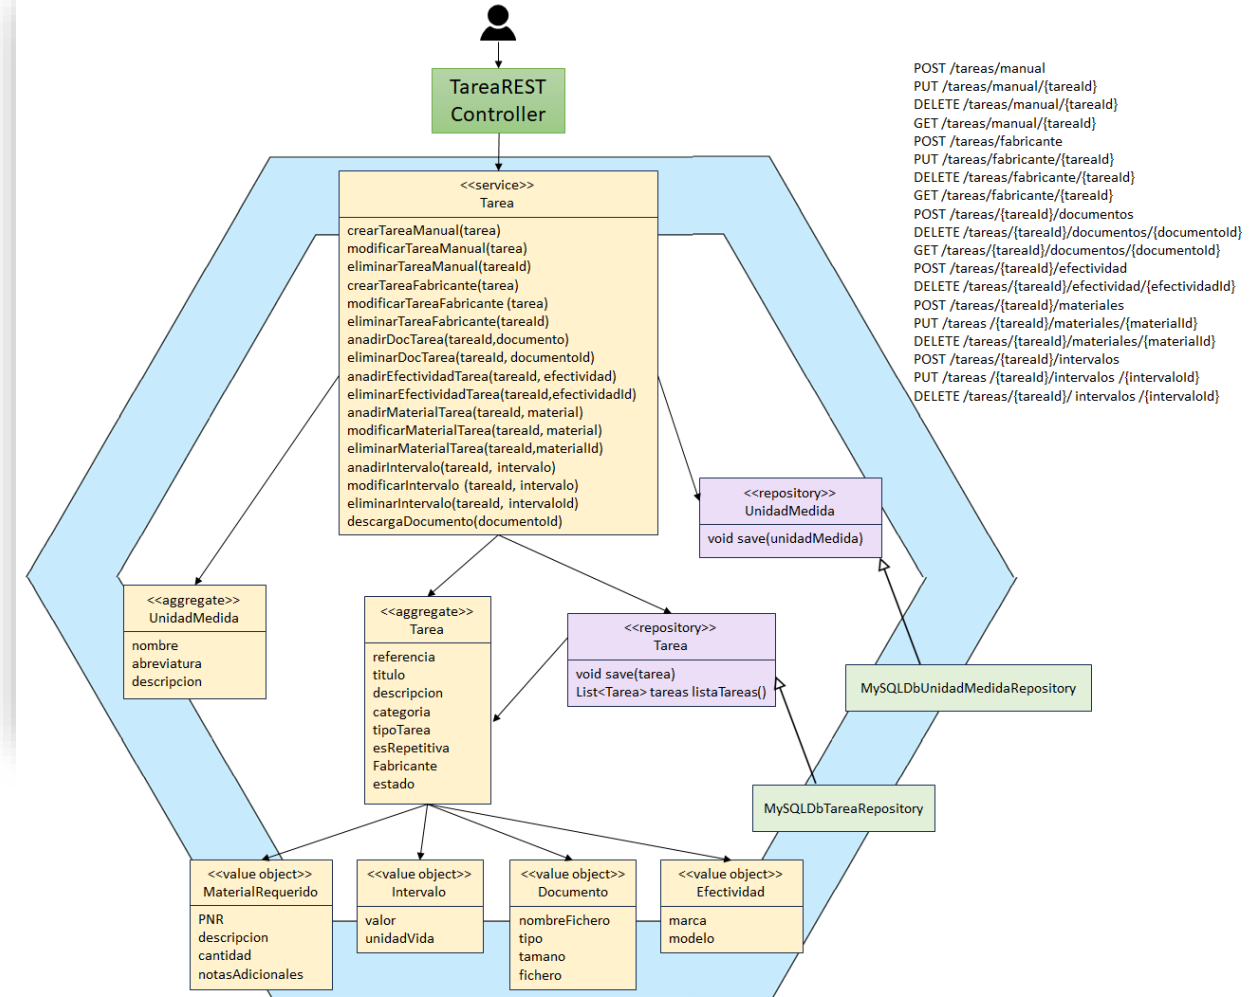 TareaREST
Controller
POST /tareas/manual
PUT /tareas/manual/{tareaId}
DELETE /tareas/manual/{tareaId}
GET /tareas/manual/{tareaId}
POST /tareas/fabricante
PUT /tareas/fabricante/{tareaId}
DELETE /tareas/fabricante/{tareaId}
GET /tareas/fabricante/{tareaId}
POST /tareas/{tareaId}/documentos
DELETE /tareas/{tareaId}/documentos/{documentoId}
GET /tareas/{tareaId}/documentos/{documentoId}
POST /tareas/{tareaId}/efectividad
DELETE /tareas/{tareaId}/efectividad/{efectividadId}
POST /tareas/{tareaId}/materiales
PUT /tareas /{tareaId}/materiales/{materialId}
DELETE /tareas/{tareaId}/materiales/{materialId}
POST /tareas/{tareaId}/intervalos
PUT /tareas /{tareaId}/intervalos /{intervaloId}
DELETE /tareas/{tareaId}/ intervalos /{intervaloId}
<<service>>
Tarea
crearTareaManual(tarea)
modificarTareaManual(tarea)
eliminarTareaManual(tareaId)
crearTareaFabricante(tarea)
modificarTareaFabricante (tarea)
eliminarTareaFabricante(tareaId)
anadirDocTarea(tareaId,documento)
eliminarDocTarea(tareaId, documentoId)
anadirEfectividadTarea(tareaId, efectividad)
eliminarEfectividadTarea(tareaId,efectividadId)
anadirMaterialTarea(tareaId, material)
modificarMaterialTarea(tareaId, material)
eliminarMaterialTarea(tareaId,materialId)
anadirIntervalo(tareaId, intervalo)
modificarIntervalo (tareaId, intervalo)
eliminarIntervalo(tareaId, intervaloId)
descargaDocumento(documentoId)
<<repository>>
UnidadMedida
void save(unidadMedida)
<<aggregate>>
UnidadMedida
nombre
abreviatura
descripcion
<<aggregate>>
Tarea
referencia
titulo
descripcion
categoria
tipoTarea
esRepetitiva
Fabricante
estado
<<repository>>
Tarea
void save(tarea)
List<Tarea> tareas listaTareas()
MySQLDbUnidadMedidaRepository
MySQLDbTareaRepository
<<value object>>
MaterialRequerido
PNR
descripcion
cantidad
notasAdicionales
<<value object>>
Intervalo
valor
unidadVida
<<value object>>
Documento
nombreFichero
tipo
tamano
fichero
<<value object>>
Efectividad
marca
modelo